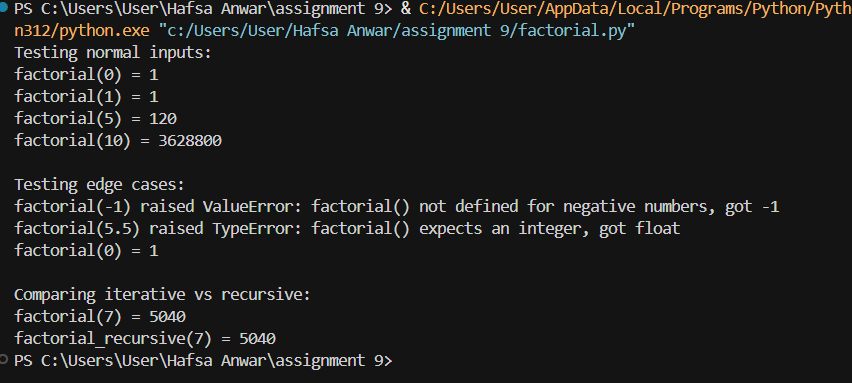 PS C:\Users\User\Hafsa Anwar\assignment 9> & C:/Users/User/AppData/Local/Programs/Python/Pyth
n312/python.exe "c:/Users/User/Hafsa Anwar/assignment 9/factorial.py"
Testing normal inputs:
factorial(0) = 1
factorial(1) = 1
factorial(5) = 120
factorial(10) = 3628800

Testing edge cases:
factorial(-1) raised ValueError: factorial() not defined for negative numbers, got -1
factorial(5.5) raised TypeError: factorial() expects an integer, got float
factorial(0) = 1

Comparing iterative vs recursive:
factorial(7) = 5040
factorial_recursive(7) = 5040
PS C:\Users\User\Hafsa Anwar\assignment 9>